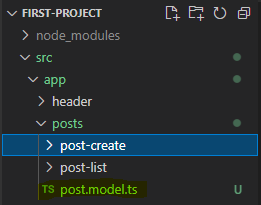 FIRST-PROJECT
node_modules
src
app
header
posts
post-create
post-list
TS post.model.ts U